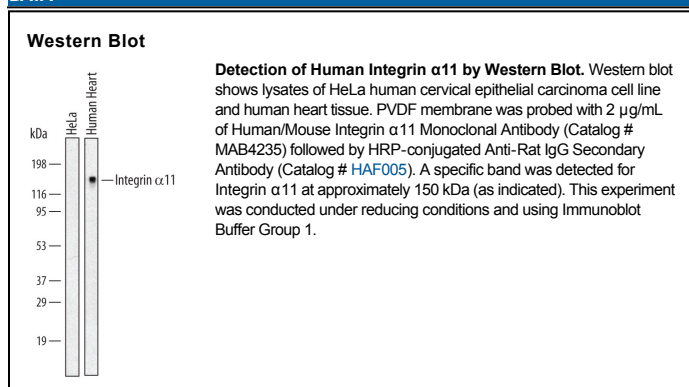 Western Blot
Detection of Human Integrin α11 by Western Blot. Western blot
shows lysates of HeLa human cervical epithelial carcinoma cell line
and human heart tissue. PVDF membrane was probed with 2 µg/mL
of Human/Mouse Integrin α11 Monoclonal Antibody (Catalog #
MAB4235) followed by HRP-conjugated Anti-Rat IgG Secondary
Antibody (Catalog # HAF005). A specific band was detected for
Integrin α11 at approximately 150 kDa (as indicated). This experiment
was conducted under reducing conditions and using Immunoblot
Buffer Group 1.
HeLa
Human Heart
kDa
198
Integrin α11
116
95
53
37
29
19